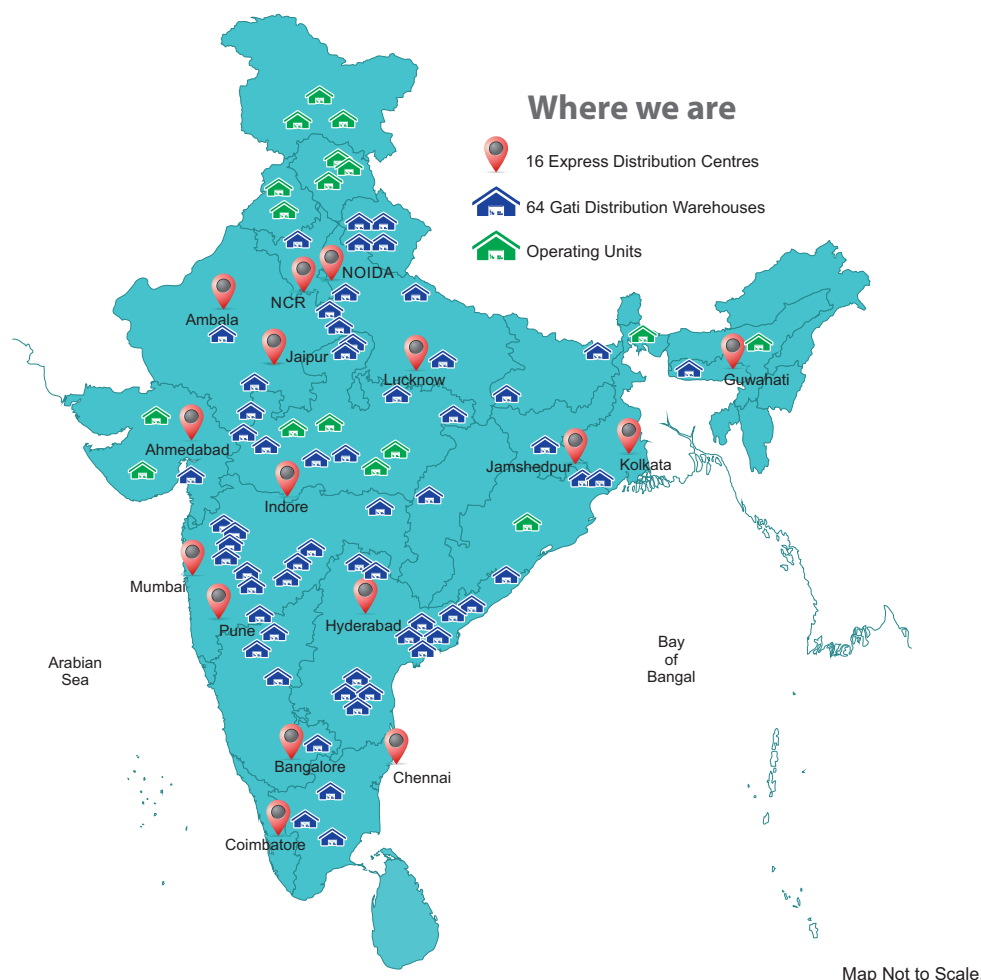 Where we are
16 Express Distribution Centres
64 Gati Distribution Warehouses
Operating Units
NOIDA
NCR
Ambala
Jaipur
Lucknow
Guwahati
Ahmedabad
Jamshedpur
Kolkata
Indore
Mumbai
Pune
Hyderabad
Arabian
Sea
Bay
of
Bangal
Bangalore
Chennai
Coimbatore
Map Not to Scale.